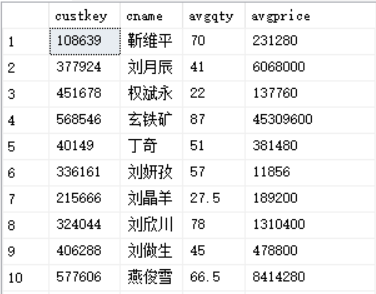 custkey cname avgqty avgprice
1 108639 靳维平 70 231280
2 377924 刘月辰 41 6068000
3 451678 权斌永 22 137760
4 568546 玄铁矿 87 45309600
5 40149 丁奇 51 381480
6 336161 刘妍孜 57 11856
7 215666 刘晶羊 27.5 189200
8 324044 刘欣川 78 1310400
9 406288 刘做生 45 478800
10 577606 燕俊雪 66.5 8414280